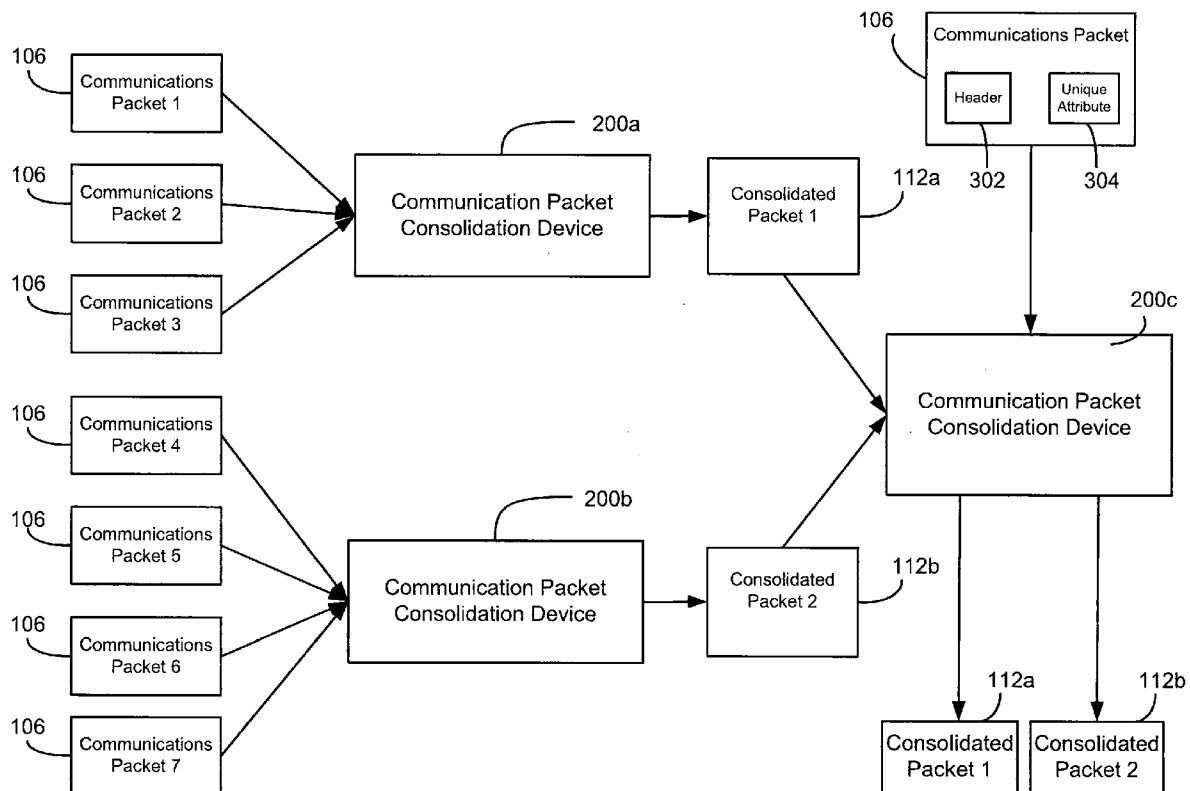 106
Communications
Packet 1
106
Communications
Packet 2
106
Communications
Packet 3
106
Communications
Packet 4
106
Communications
Packet 5
106
Communications
Packet 6
106
Communications
Packet 7
200a
Communication Packet
Consolidation Device
200b
Communication Packet
Consolidation Device
Consolidated
Packet 1
112a
Consolidated
Packet 2
112b
106
Communications Packet
Header
Unique
Attribute
302
304
200c
Communication Packet
Consolidation Device
112a
Consolidated
Packet 1
112b
Consolidated
Packet 2